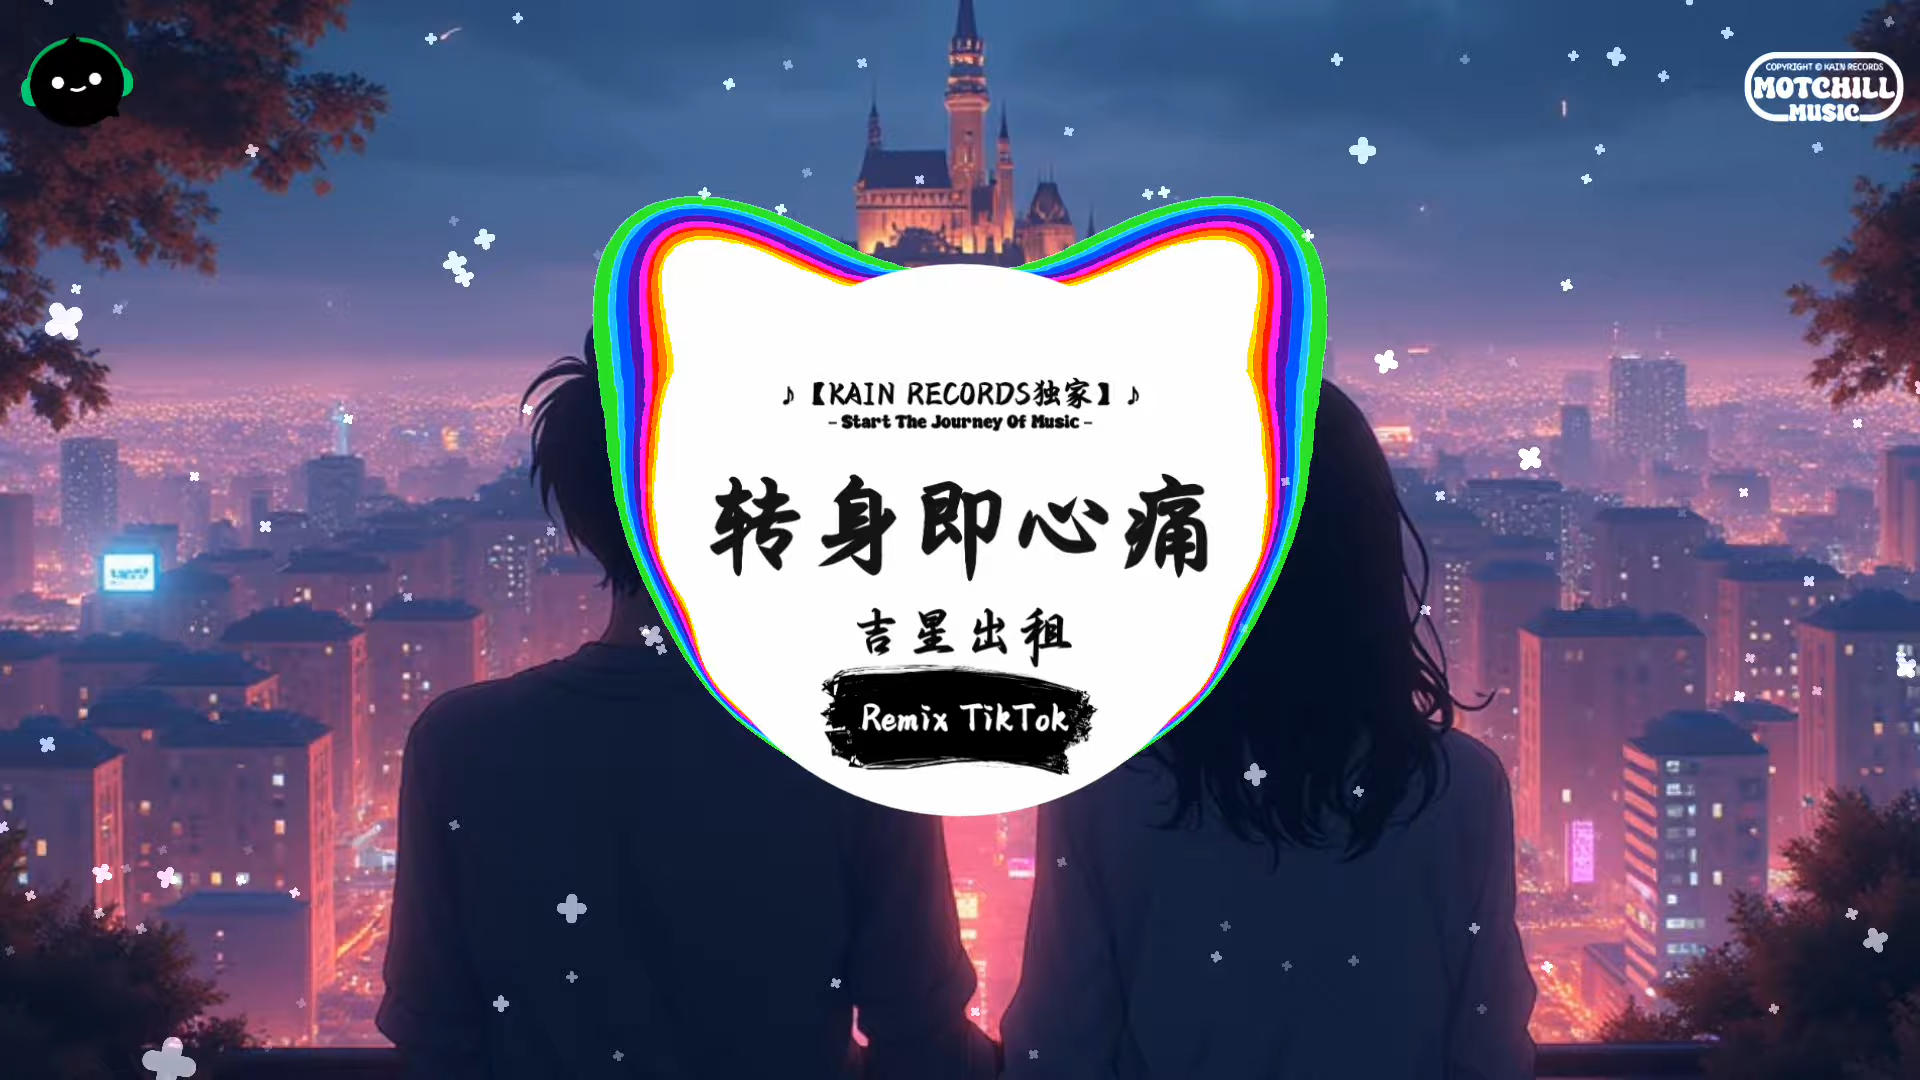 COPYRIGHT © KAIN RECORDS
MOTCHILL
MUSIC
♪【KAIN RECORDS独家】♪
- Start The Journey Of Music -
转身即心痛
吉星出租
Remix TikTok